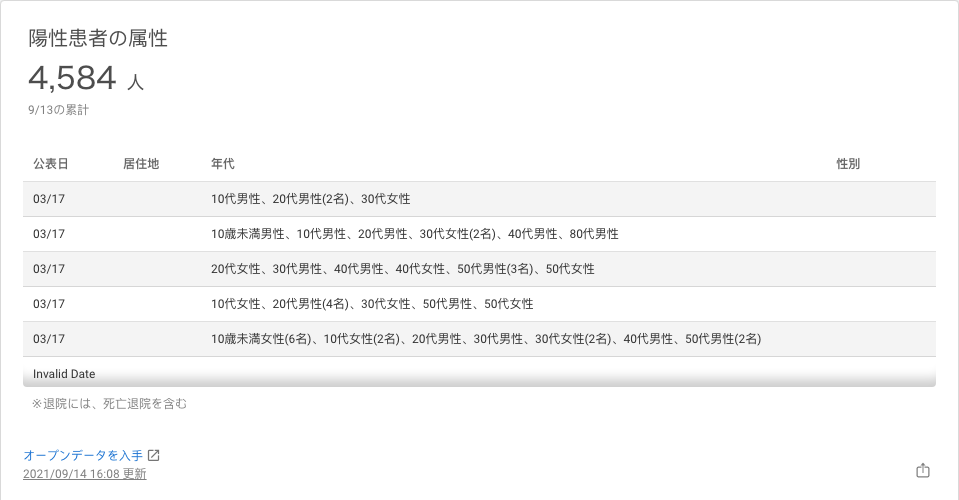 陽性患者の属性
4,584 人
9/13の累計
公表日 居住地 年代 性別
03/17 10代男性、20代男性(2名)、30代女性
03/17 10歳未満男性、10代男性、20代男性、30代女性(2名)、40代男性、80代男性
03/17 20代女性、30代男性、40代男性、40代女性、50代男性(3名)、50代女性
03/17 10代女性、20代男性(4名)、30代女性、50代男性、50代女性
03/17 10歳未満女性(6名)、10代女性(2名)、20代男性、30代男性、30代女性(2名)、40代男性、50代男性(2名)
Invalid Date
※退院には、死亡退院を含む
オープンデータを入手
2021/09/14 16:08 更新